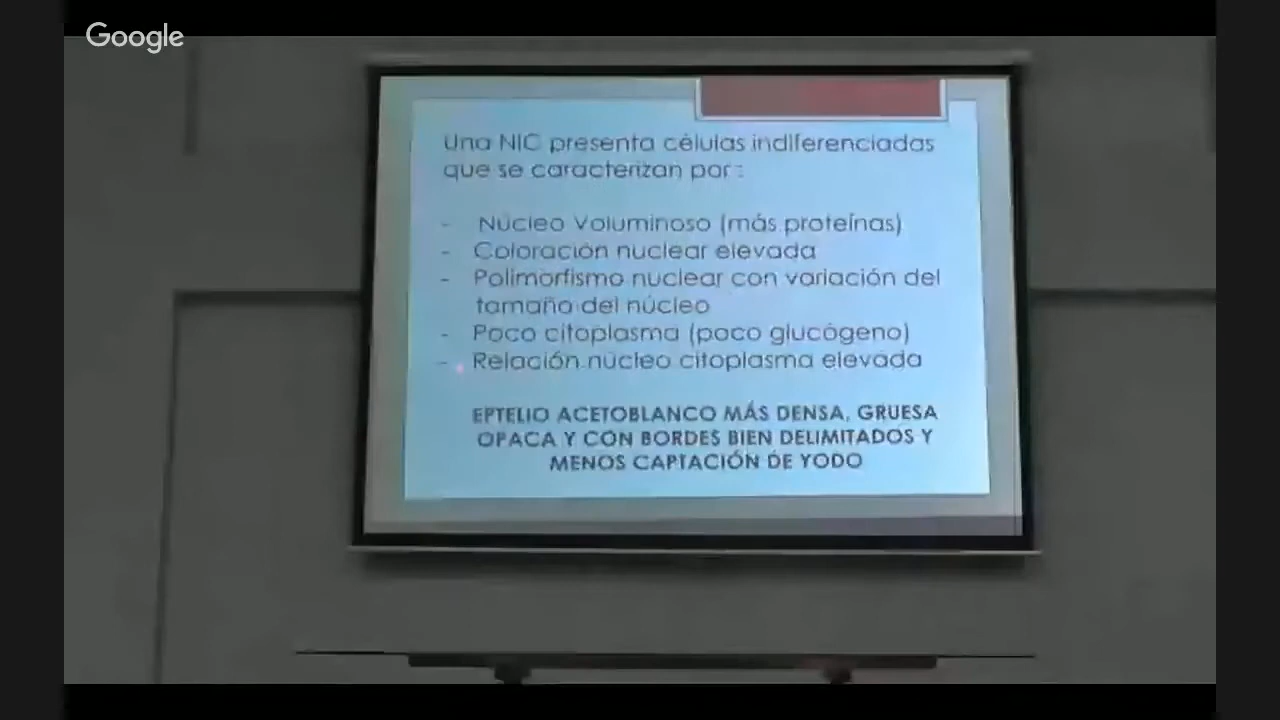 Google
Una NIC presenta células indiferenciadas
que se caracterizan por :
- Núcleo Voluminoso (más proteínas)
- Coloración nuclear elevada
- Polimorfismo nuclear con variación del
tamaño del núcleo
- Poco citoplasma (poco glucógeno)
- Relación núcleo citoplasma elevada
EPTELIO ACETOBLANCO MÁS DENSA, GRUESA
OPACA Y CON BORDES BIEN DELIMITADOS Y
MENOS CAPTACIÓN DE YODO